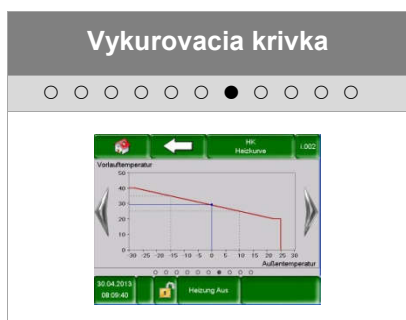 Vykurovacia krivka
HK
Heizkurve
i.002
Vorlauftemperatur
50
40
30
20
10
0
-30 -25 -20 -15 -10 -5 0 5 10 15 20 25 30
Außentemperatur
30.04.2013
08:09:40
Heizung Aus